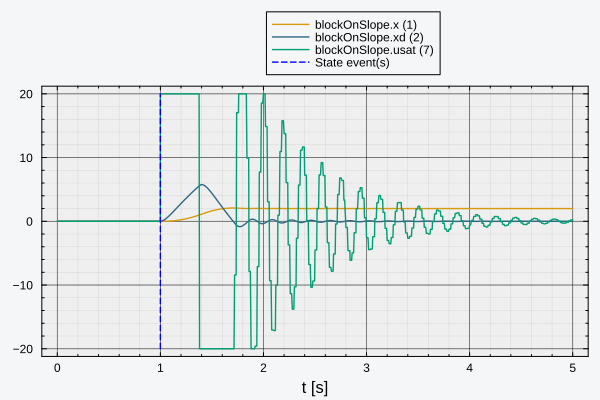 blockOnSlope.x (1)
blockOnSlope.xd (2)
blockOnSlope.usat (7)
State event(s)
20
10
0
−10
−20
0 1 2 3 4 5
t [s]